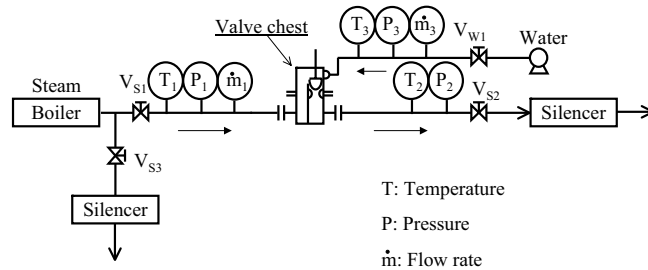 Valve chest
T3 P3 ṁ3
VW1
Water
Steam
Boiler
VS1
T1 P1 ṁ1
T2 P2
VS2
Silencer
VS3
Silencer
T: Temperature
P: Pressure
ṁ: Flow rate